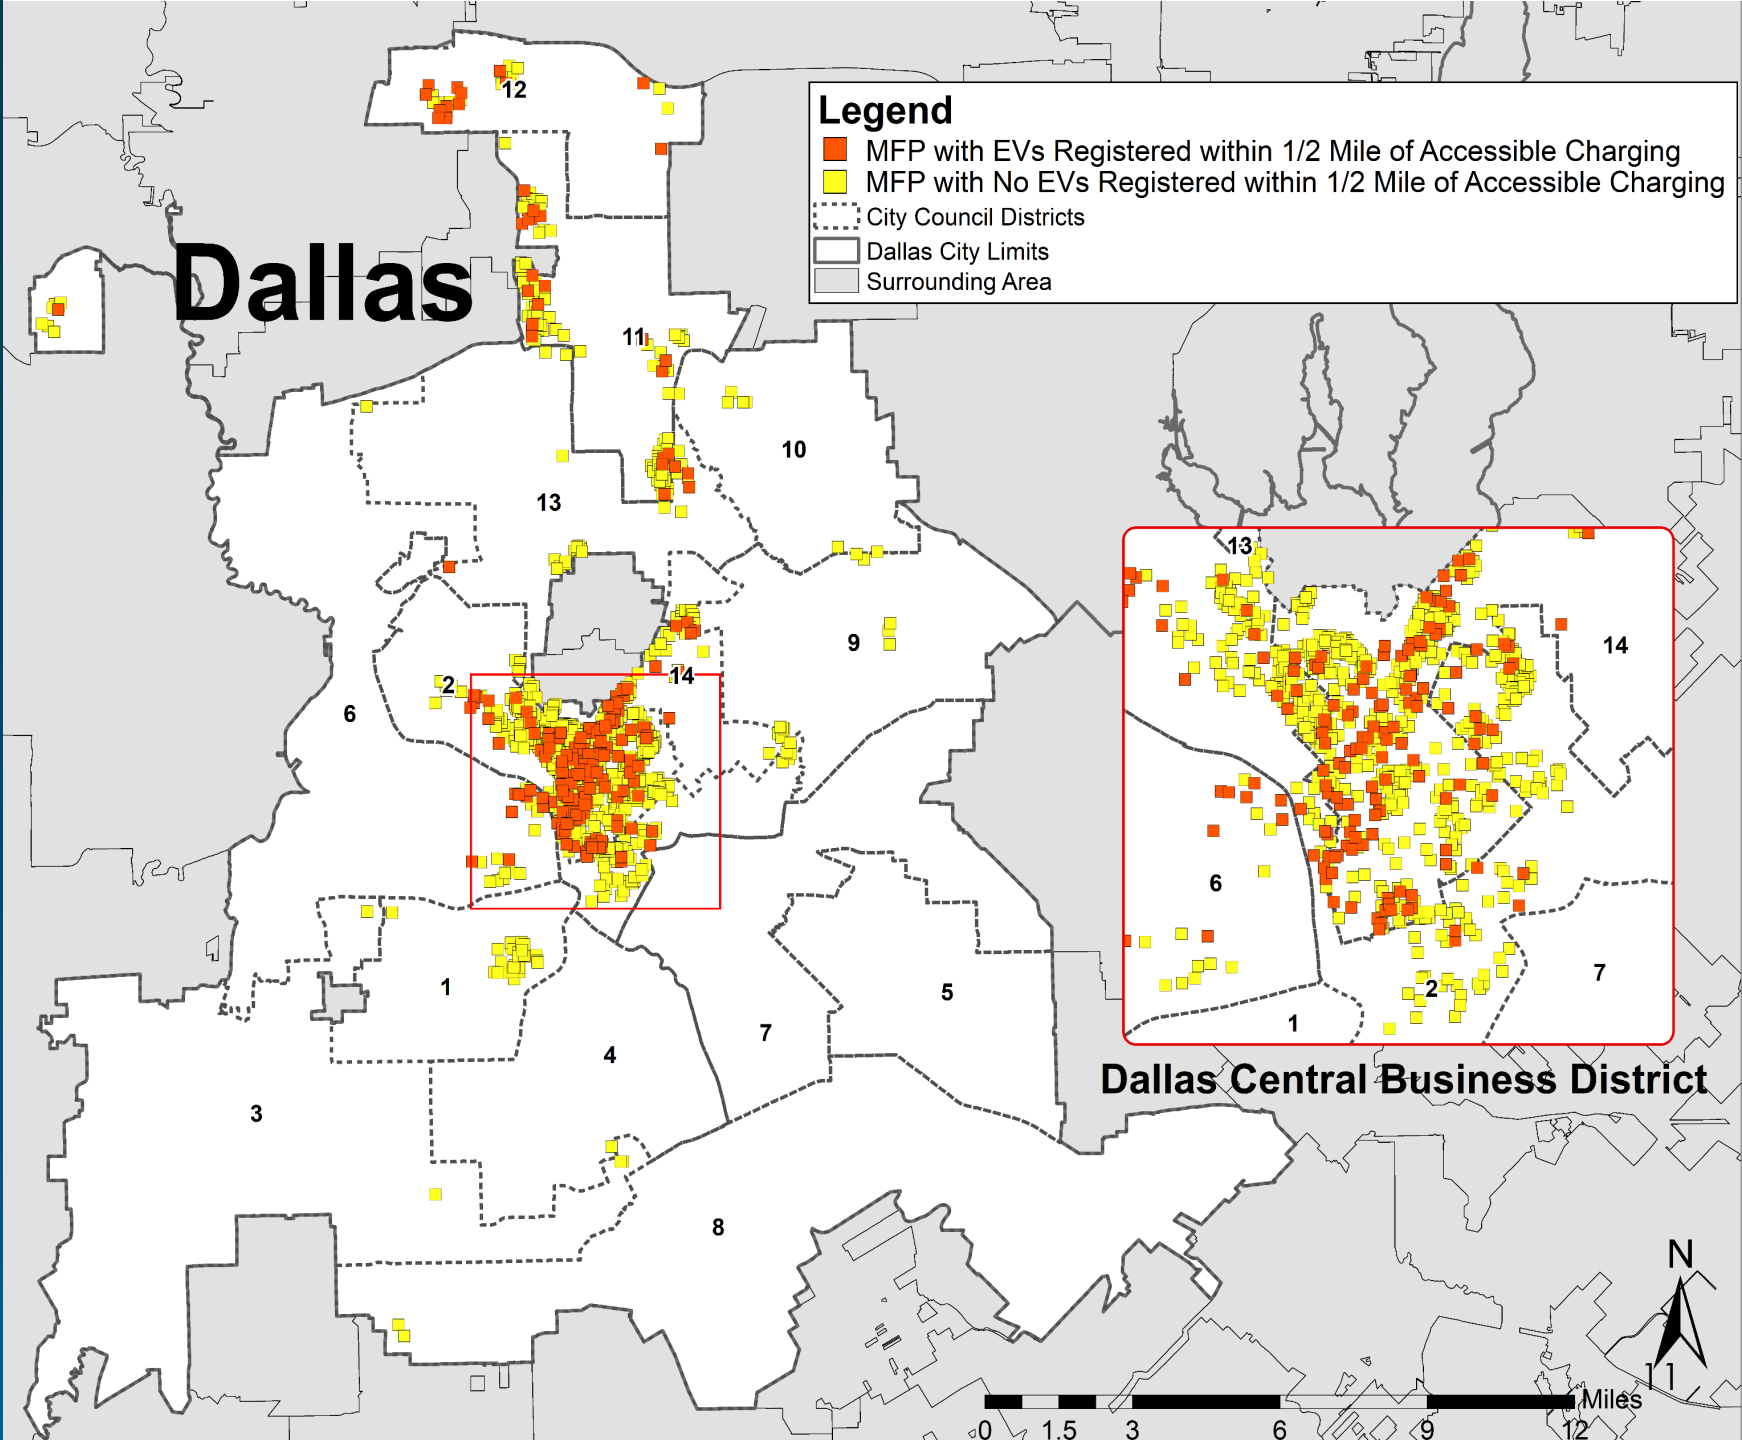 12
Legend
MFP with EVs Registered within 1/2 Mile of Accessible Charging
MFP with No EVs Registered within 1/2 Mile of Accessible Charging
City Council Districts
Dallas City Limits
Surrounding Area
Dallas
11
10
13
9
14
2
6
13
14
6
7
2
1
Dallas Central Business District
1
5
7
4
3
8
N
11
Miles
0 1.5 3 6 9 12